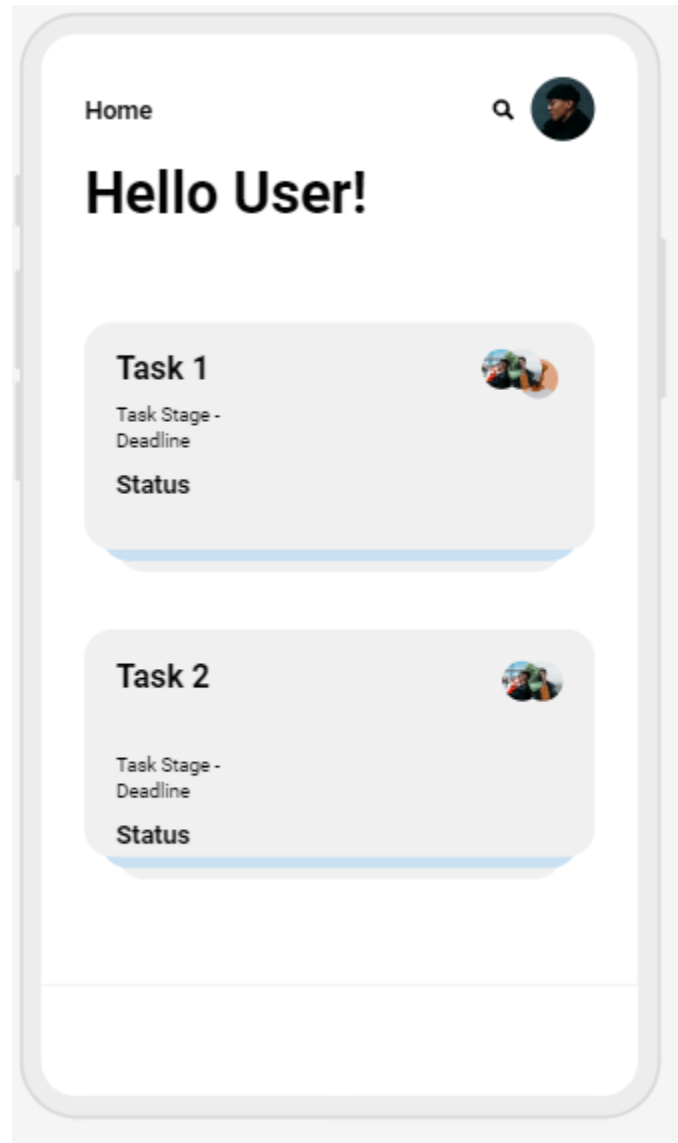 Home
Hello User!
Task 1
Task Stage -
Deadline
Status
Task 2
Task Stage -
Deadline
Status